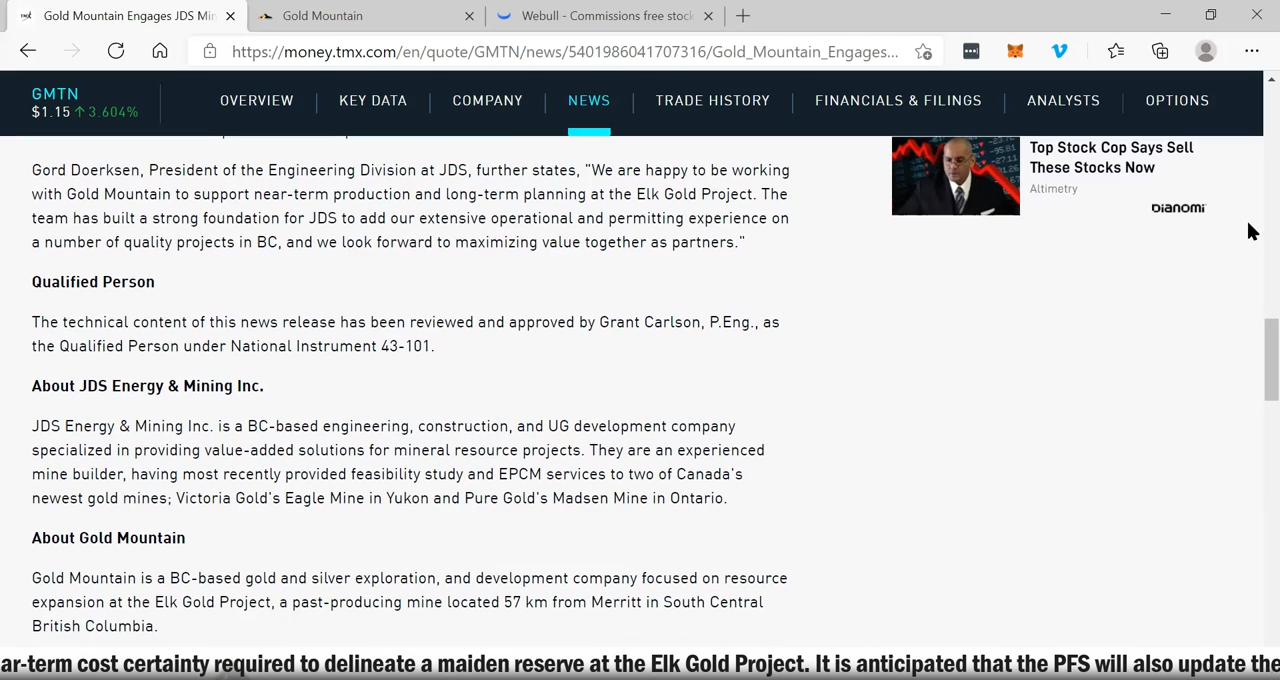 Gold Mountain Engages JDS Min
Gold Mountain
Webull - Commissions free stock
https://money.tmx.com/en/quote/GMTN/news/5401986041707316/Gold_Mountain_Engages...
GMTN
$1.15 ↑ 3.604%
OVERVIEW
KEY DATA
COMPANY
NEWS
TRADE HISTORY
FINANCIALS & FILINGS
ANALYSTS
OPTIONS
Gord Doerksen, President of the Engineering Division at JDS, further states, "We are happy to be working
with Gold Mountain to support near-term production and long-term planning at the Elk Gold Project. The
team has built a strong foundation for JDS to add our extensive operational and permitting experience on
a number of quality projects in BC, and we look forward to maximizing value together as partners."
Qualified Person
The technical content of this news release has been reviewed and approved by Grant Carlson, P.Eng., as
the Qualified Person under National Instrument 43-101.
About JDS Energy & Mining Inc.
JDS Energy & Mining Inc. is a BC-based engineering, construction, and UG development company
specialized in providing value-added solutions for mineral resource projects. They are an experienced
mine builder, having most recently provided feasibility study and EPCM services to two of Canada's
newest gold mines; Victoria Gold's Eagle Mine in Yukon and Pure Gold's Madsen Mine in Ontario.
About Gold Mountain
Gold Mountain is a BC-based gold and silver exploration, and development company focused on resource
expansion at the Elk Gold Project, a past-producing mine located 57 km from Merritt in South Central
British Columbia.
Top Stock Cop Says Sell
These Stocks Now
Altimetry
DIANOMI
ar-term cost certainty required to delineate a maiden reserve at the Elk Gold Project. It is anticipated that the PFS will also update the